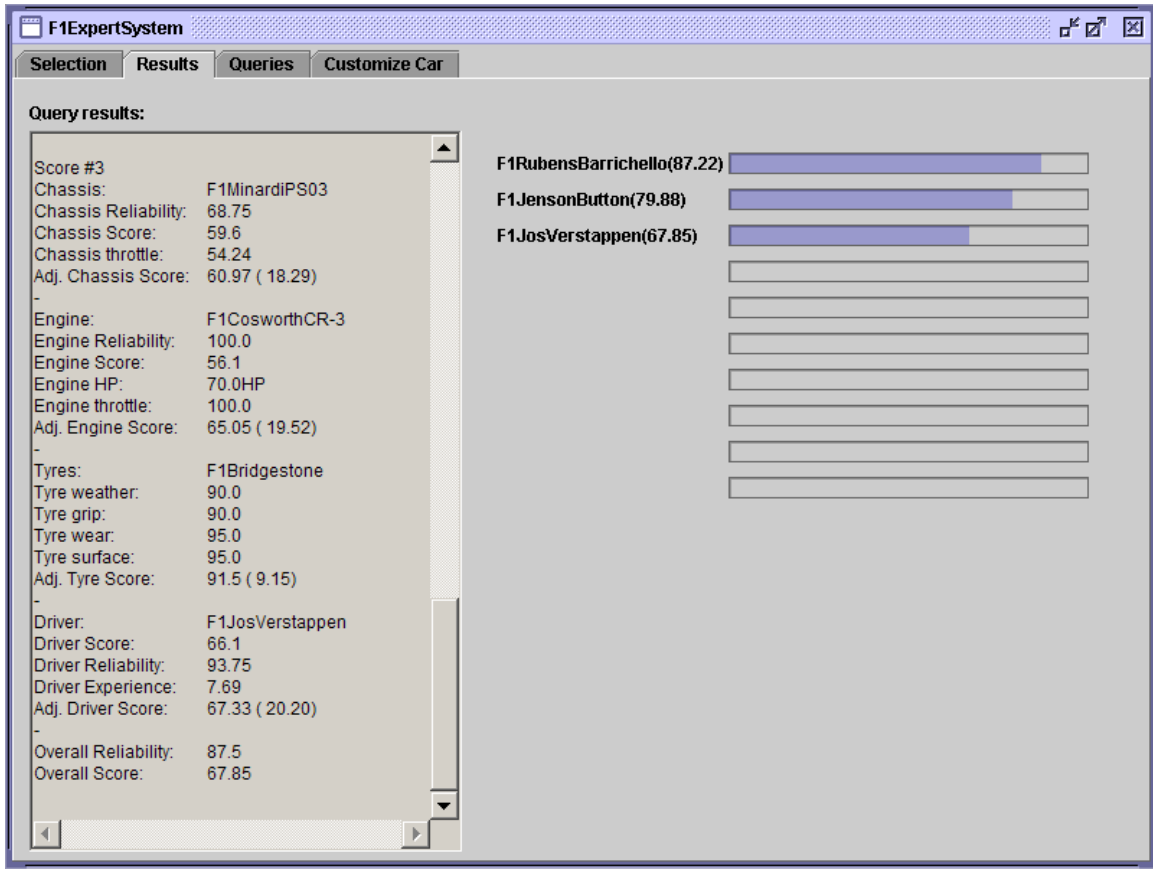 F1ExpertSystem
Selection Results Queries Customize Car
Query results:
Score #3
Chassis: F1MinardiPS03
Chassis Reliability: 68.75
Chassis Score: 59.6
Chassis throttle: 54.24
Adj. Chassis Score: 60.97 ( 18.29)
-
Engine: F1CosworthCR-3
Engine Reliability: 100.0
Engine Score: 56.1
Engine HP: 70.0HP
Engine throttle: 100.0
Adj. Engine Score: 65.05 ( 19.52)
-
Tyres: F1Bridgestone
Tyre weather: 90.0
Tyre grip: 90.0
Tyre wear: 95.0
Tyre surface: 95.0
Adj. Tyre Score: 91.5 ( 9.15)
-
Driver: F1JosVerstappen
Driver Score: 66.1
Driver Reliability: 93.75
Driver Experience: 7.69
Adj. Driver Score: 67.33 ( 20.20)
-
Overall Reliability: 87.5
Overall Score: 67.85
F1RubensBarrichello(87.22)
F1JensonButton(79.88)
F1JosVerstappen(67.85)